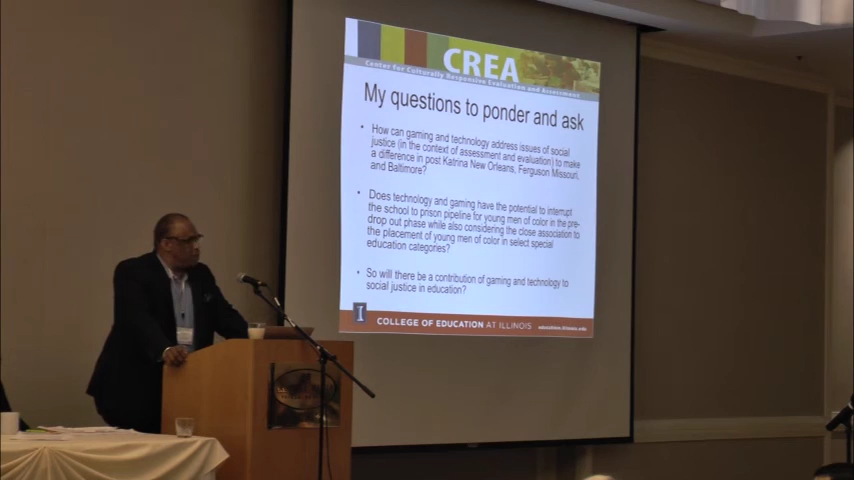 CREA
Center for Culturally Responsive Evaluation and Assessment
My questions to ponder and ask
• How can gaming and technology address issues of social
justice (in the context of assessment and evaluation) to make
a difference in post Katrina New Orleans, Ferguson Missouri,
and Baltimore?
• Does technology and gaming have the potential to interrupt
the school to prison pipeline for young men of color in the pre-
drop out phase while also considering the close association to
the placement of young men of color in select special
education categories?
• So will there be a contribution of gaming and technology to
social justice in education?
I COLLEGE OF EDUCATION AT ILLINOIS